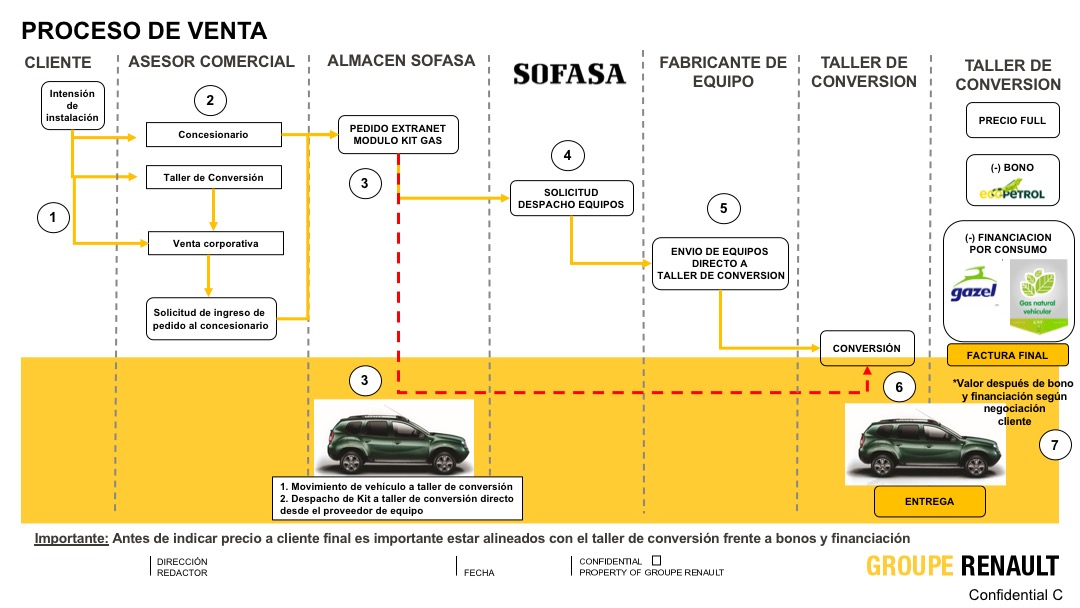 PROCESO DE VENTA
CLIENTE
ASESOR COMERCIAL
ALMACEN SOFASA
SOFASA
FABRICANTE DE
EQUIPO
TALLER DE
CONVERSION
TALLER DE
CONVERSION
Intensión
de
instalación
1
2
Concesionario
Taller de Conversión
Venta corporativa
Solicitud de ingreso de
pedido al concesionario
PEDIDO EXTRANET
MODULO KIT GAS
3
4
SOLICITUD
DESPACHO EQUIPOS
5
ENVIO DE EQUIPOS
DIRECTO A
TALLER DE CONVERSION
CONVERSIÓN
PRECIO FULL
(-) BONO
ecoPETROL
(-) FINANCIACION
POR CONSUMO
gazel
Gas natural
vehicular
FACTURA FINAL
*Valor después de bono
y financiación según
negociación
cliente
3
6
7
1. Movimiento de vehículo a taller de conversión
2. Despacho de Kit a taller de conversión directo
desde el proveedor de equipo
ENTREGA
Importante: Antes de indicar precio a cliente final es importante estar alineados con el taller de conversión frente a bonos y financiación
DIRECCIÓN
REDACTOR
FECHA
CONFIDENTIAL
PROPERTY OF GROUPE RENAULT
GROUPE RENAULT
Confidential C